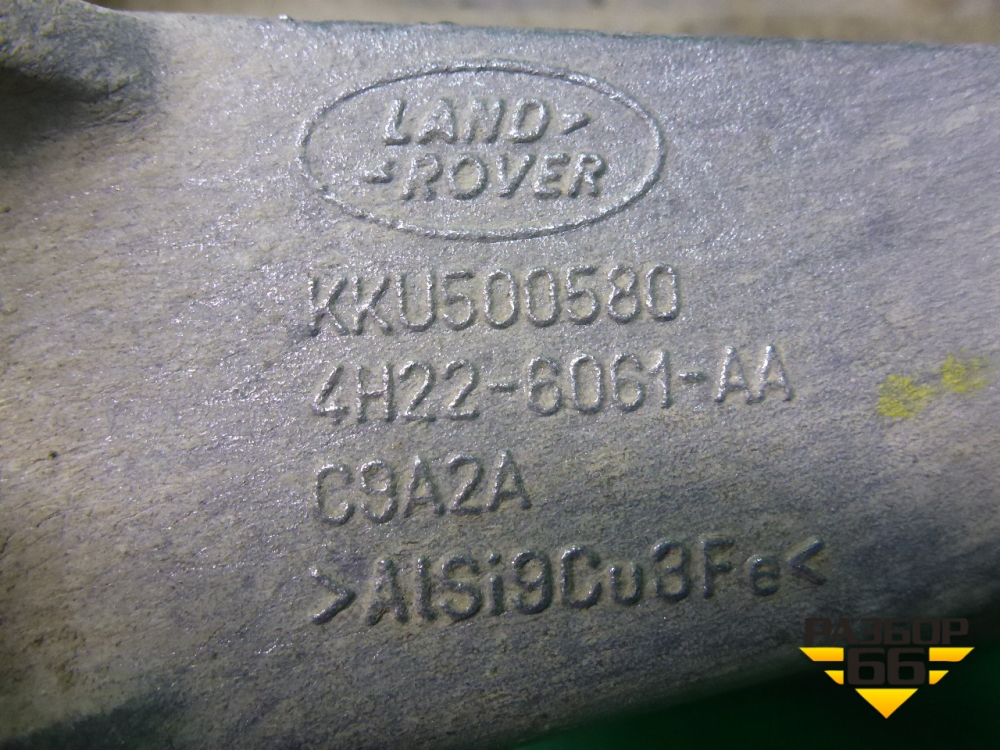 LAND
ROVER
KKU500580
4H22-6061-AA
C9A2A
>AlSi9Cu3Fe<
РАЗБОР
66